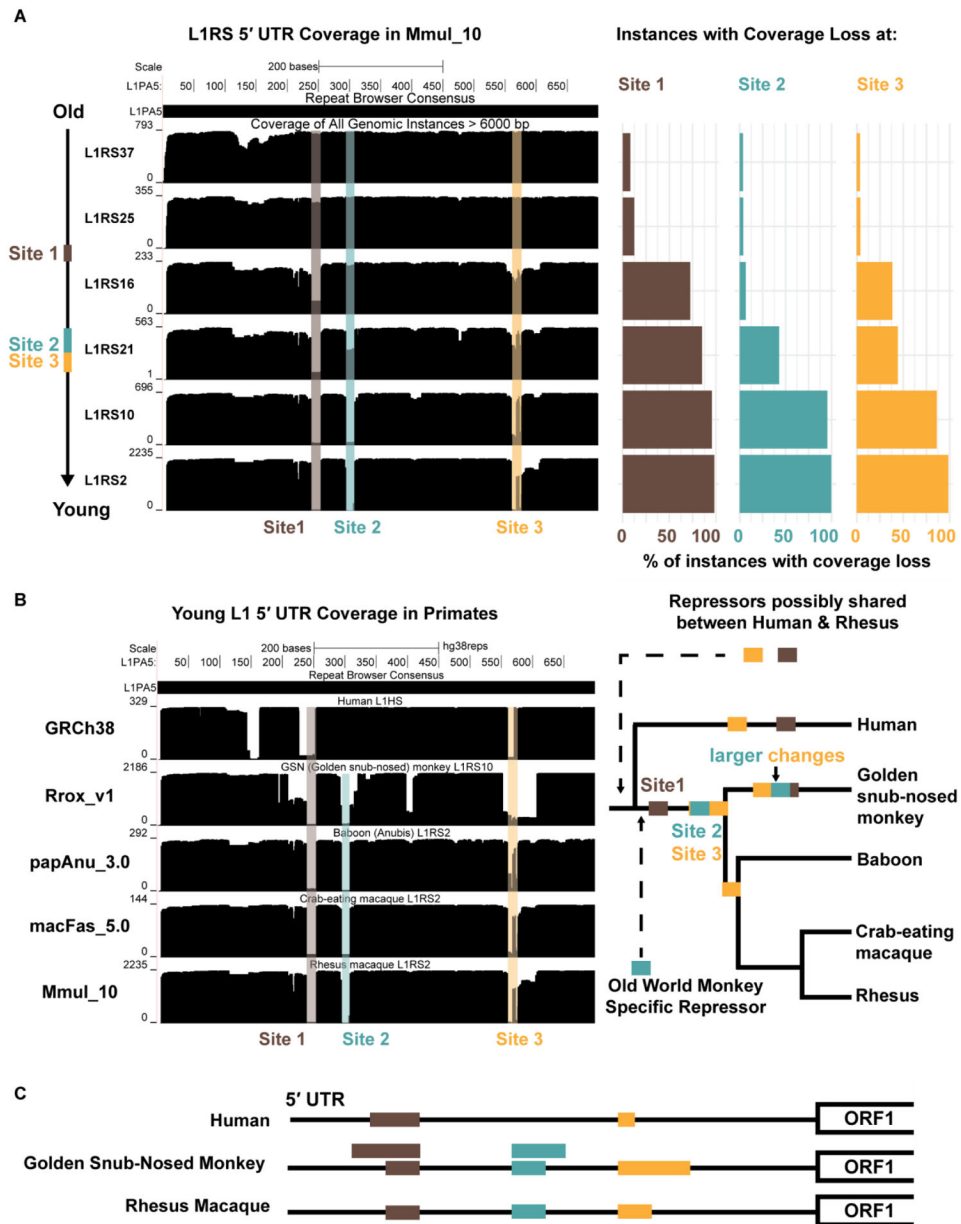 A
L1RS 5′ UTR Coverage in Mmul_10
Instances with Coverage Loss at:
Site 1
Site 2
Site 3
Scale
200 bases
L1PA5:
50 100 150 200 250 300 350 400 450 500 550 600 650
Repeat Browser Consensus
L1PA5
Coverage of All Genomic Instances > 6000 bp
Old
793
L1RS37
0
355
L1RS25
0
Site 1
233
L1RS16
0
563
Site 2
L1RS21
Site 3
1
696
L1RS10
0
2235
L1RS2
0
Young
Site1
Site 2
Site 3
0 50 100
0 50 100
0 50 100
% of instances with coverage loss
B
Young L1 5′ UTR Coverage in Primates
Repressors possibly shared
between Human & Rhesus
Scale
200 bases
hg38reps
L1PA5:
50 100 150 200 250 300 350 400 450 500 550 600 650
Repeat Browser Consensus
L1PA5
Human L1HS
329
GRCh38
0
GSN (Golden snub-nosed) monkey L1RS10
2186
Rrox_v1
0
Baboon (Anubis) L1RS2
292
papAnu_3.0
0
Crab-eating macaque L1RS2
144
macFas_5.0
0
Rhesus macaque L1RS2
2235
Mmul_10
0
Site 1
Site 2
Site 3
Human
larger changes
Site1
Golden
snub-nosed
monkey
Site 2
Site 3
Baboon
Crab-eating
macaque
Rhesus
Old World Monkey
Specific Repressor
C
5′ UTR
Human
ORF1
Golden Snub-Nosed Monkey
ORF1
Rhesus Macaque
ORF1